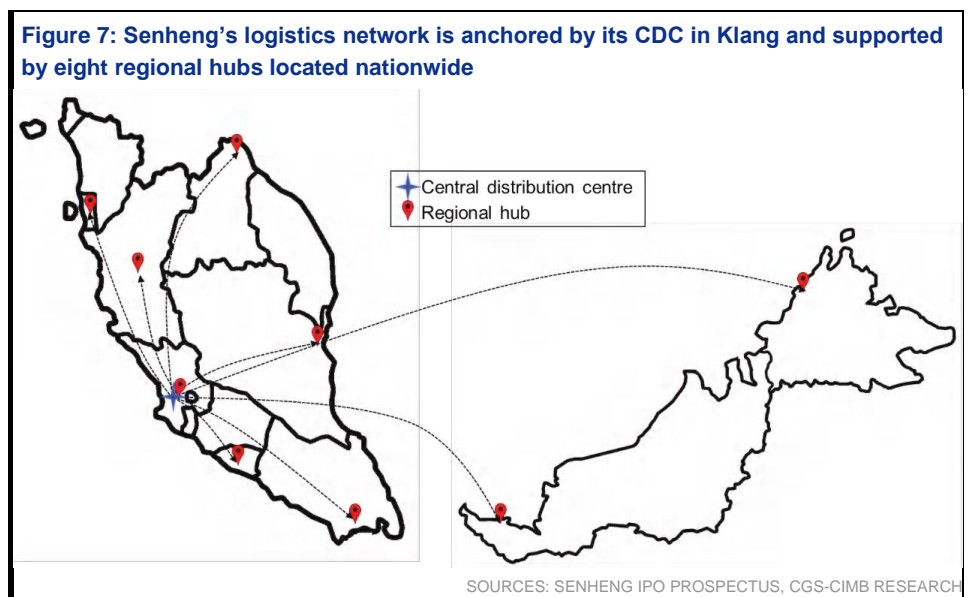 Figure 7: Senheng's logistics network is anchored by its CDC in Klang and supported
by eight regional hubs located nationwide
Central distribution centre
Regional hub
SOURCES: SENHENG IPO PROSPECTUS, CGS-CIMB RESEARCH